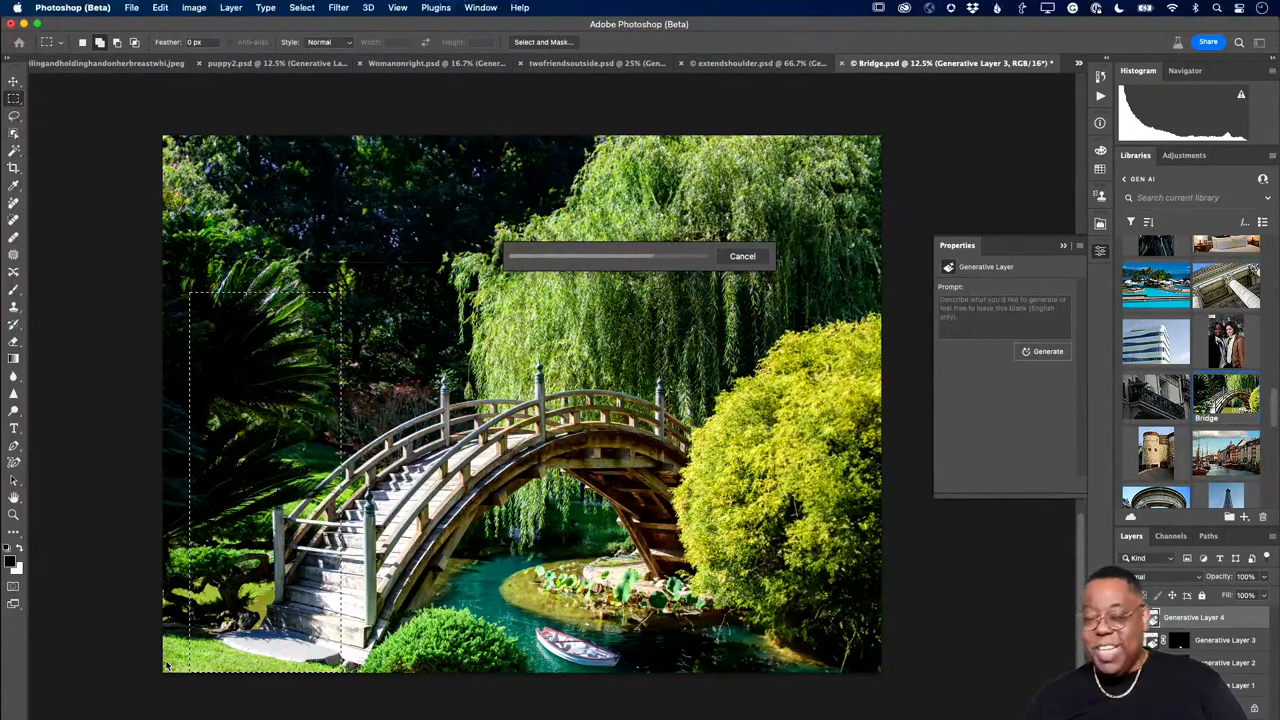 Photoshop (Beta) File Edit Image Layer Type Select Filter 3D View Plugins Window Help
Adobe Photoshop (Beta)
Feather: 0 px Anti-alias Style: Normal Width: Height: Select and Mask... Share
ilingandholdinghandonherbreastwhi.jpeg × puppy2.psd @ 12.5% (Generative La... × Womanonright.psd @ 16.7% (Gener... × twofriendsoutside.psd @ 25% (Gen... × © extendshoulder.psd @ 66.7% (Ge... × © Bridge.psd @ 12.5% (Generative Layer 3, RGB/16*) *
Histogram Navigator
Libraries Adjustments
GEN AI
Search current library
Cancel
Properties
Generative Layer
Prompt:
Describe what you'd like to generate or
feel free to leave this blank (English
only).
Generate
Bridge
Layers Channels Paths
Kind
mal Opacity: 100%
Fill: 100%
Generative Layer 4
Generative Layer 3
Layer 2
Layer 1